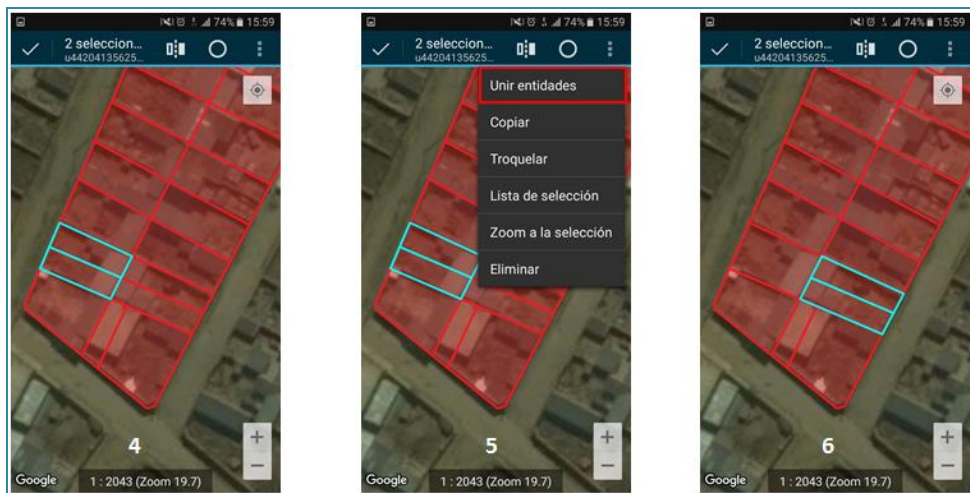 74% 15:59
2 seleccion...
u44204135625...
4
Google
1 : 2043 (Zoom 19.7)
+
−
74% 15:59
2 seleccion...
u44204135625...
Unir entidades
Copiar
Troquelar
Lista de selección
Zoom a la selección
Eliminar
5
Google
1 : 2043 (Zoom 19.7)
+
−
74% 15:59
2 seleccion...
u44204135625...
6
Google
1 : 2043 (Zoom 19.7)
+
−